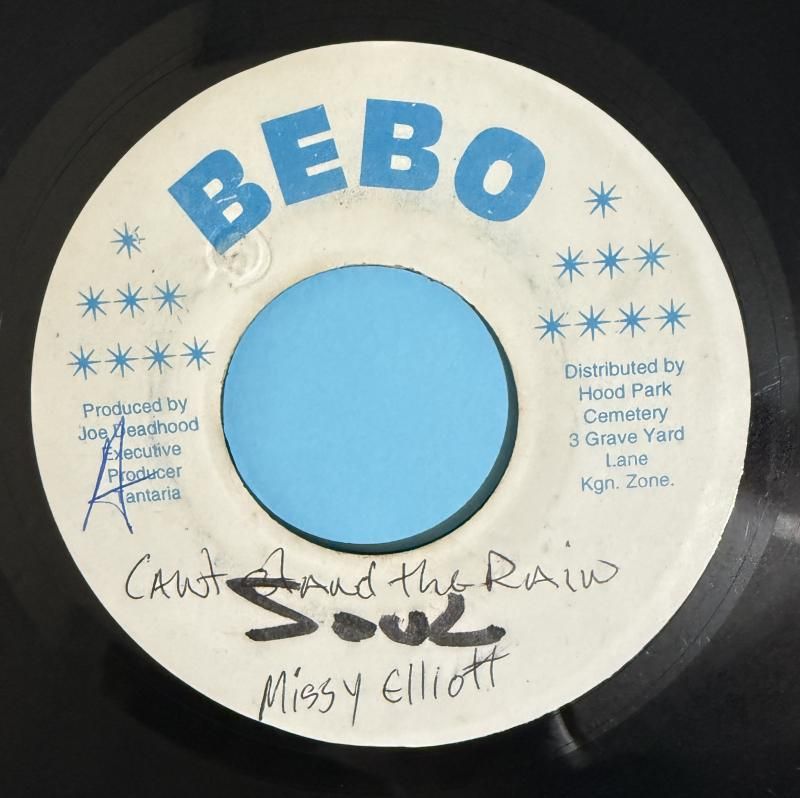 BEBO
Produced by
Joe Deadhood
Executive
Producer
antaria
A
Distributed by
Hood Park
Cemetery
3 Grave Yard
Lane
Kgn. Zone.
CANt stand the RAIN
SOUL
Missy Elliott